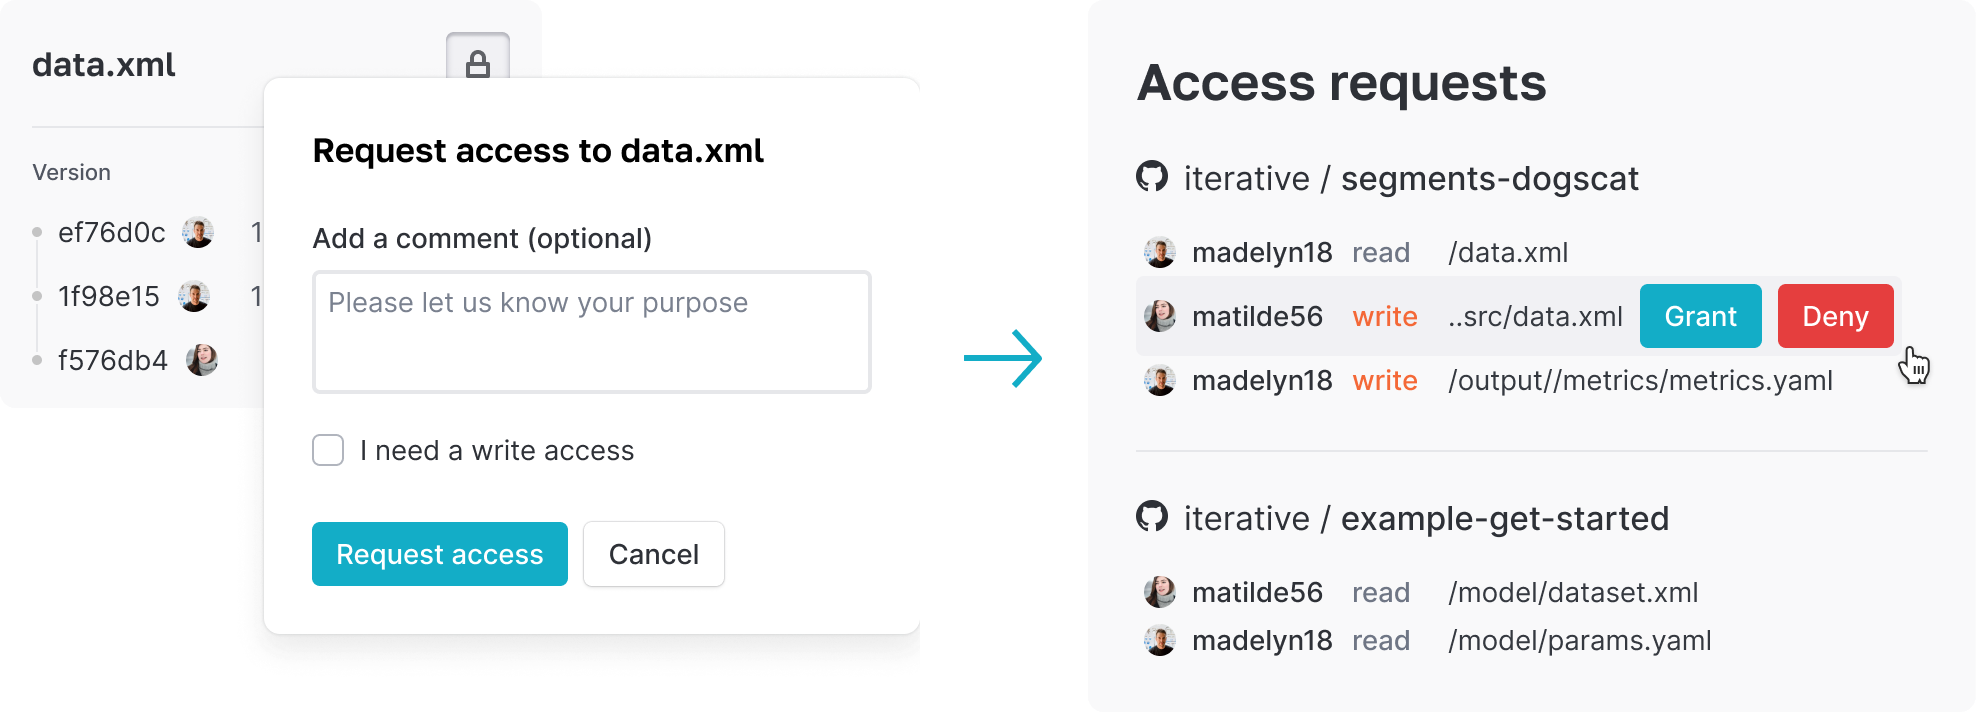 data.xml
Version
ef76d0c 1
1f98e15 1
f576db4
Request access to data.xml
Add a comment (optional)
Please let us know your purpose
I need a write access
Request access Cancel
Access requests
iterative / segments-dogscat
madelyn18 read /data.xml
matilde56 write ..src/data.xml Grant Deny
madelyn18 write /output//metrics/metrics.yaml
iterative / example-get-started
matilde56 read /model/dataset.xml
madelyn18 read /model/params.yaml